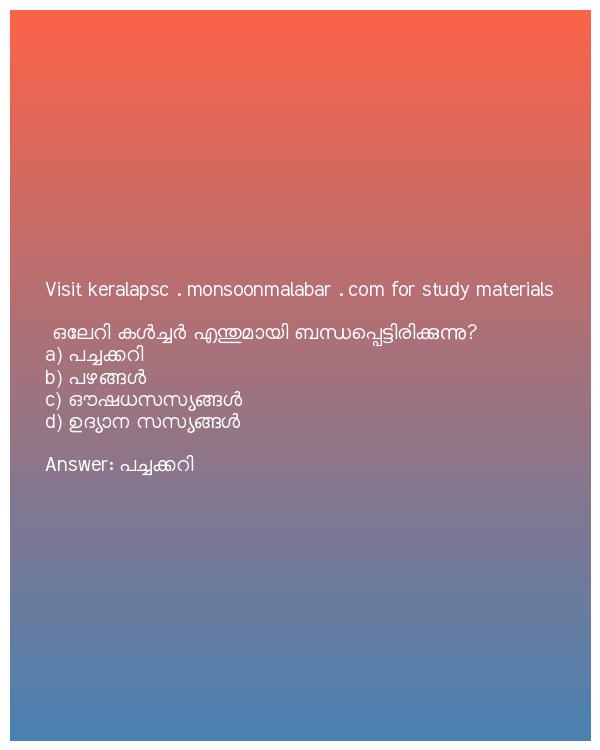 Visit keralapsc . monsoonmalabar . com for study materials
ഒലേറി കൾച്ചർ എന്തുമായി ബന്ധപ്പെട്ടിരിക്കുന്നു?
a) പച്ചക്കറി
b) പഴങ്ങൾ
c) ഔഷധസസ്യങ്ങൾ
d) ഉദ്യാന സസ്യങ്ങൾ
Answer: പച്ചക്കറി